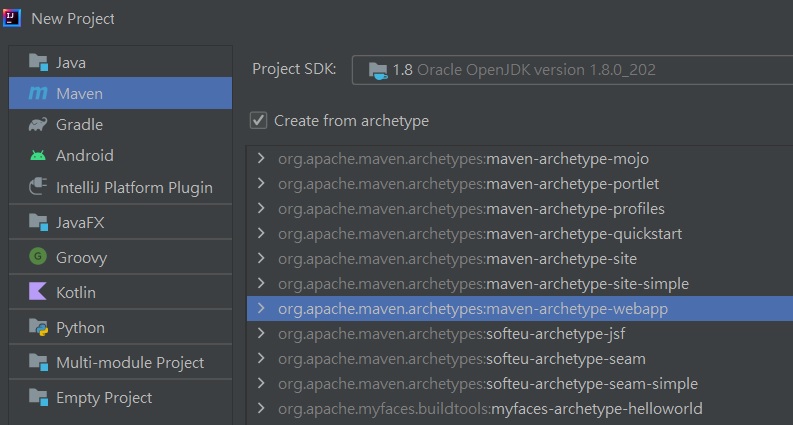 New Project
Java
Maven
Gradle
Android
IntelliJ Platform Plugin
JavaFX
Groovy
Kotlin
Python
Multi-module Project
Empty Project
Project SDK: 1.8 Oracle OpenJDK version 1.8.0_202
Create from archetype
org.apache.maven.archetypes:maven-archetype-mojo
org.apache.maven.archetypes:maven-archetype-portlet
org.apache.maven.archetypes:maven-archetype-profiles
org.apache.maven.archetypes:maven-archetype-quickstart
org.apache.maven.archetypes:maven-archetype-site
org.apache.maven.archetypes:maven-archetype-site-simple
org.apache.maven.archetypes:maven-archetype-webapp
org.apache.maven.archetypes:softeu-archetype-jsf
org.apache.maven.archetypes:softeu-archetype-seam
org.apache.maven.archetypes:softeu-archetype-seam-simple
org.apache.myfaces.buildtools:myfaces-archetype-helloworld